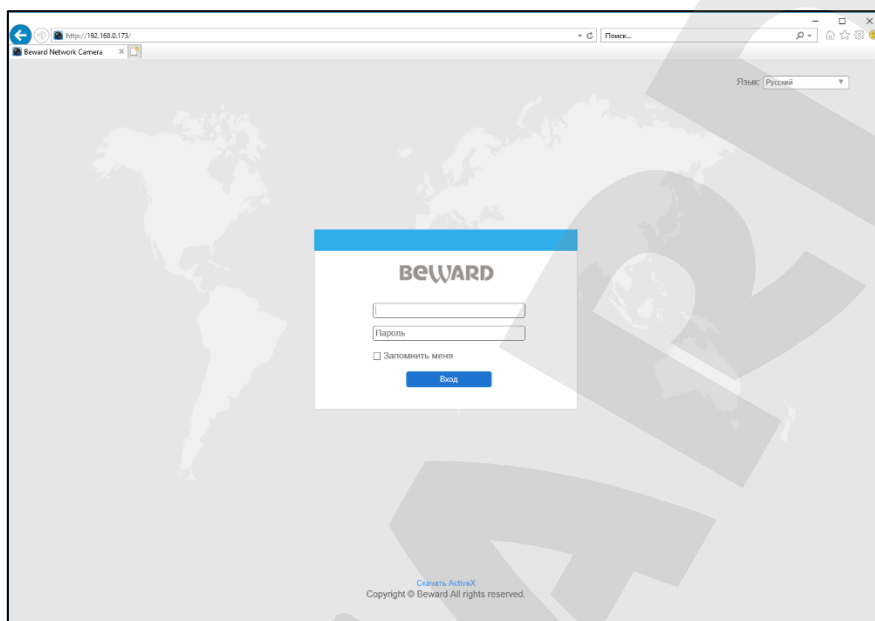 http://192.168.0.173/
Поиск...
Beward Network Camera
Язык: Русский
BEWARD
Пароль
Запомнить меня
Вход
Скачать ActiveX
Copyright © Beward All rights reserved.